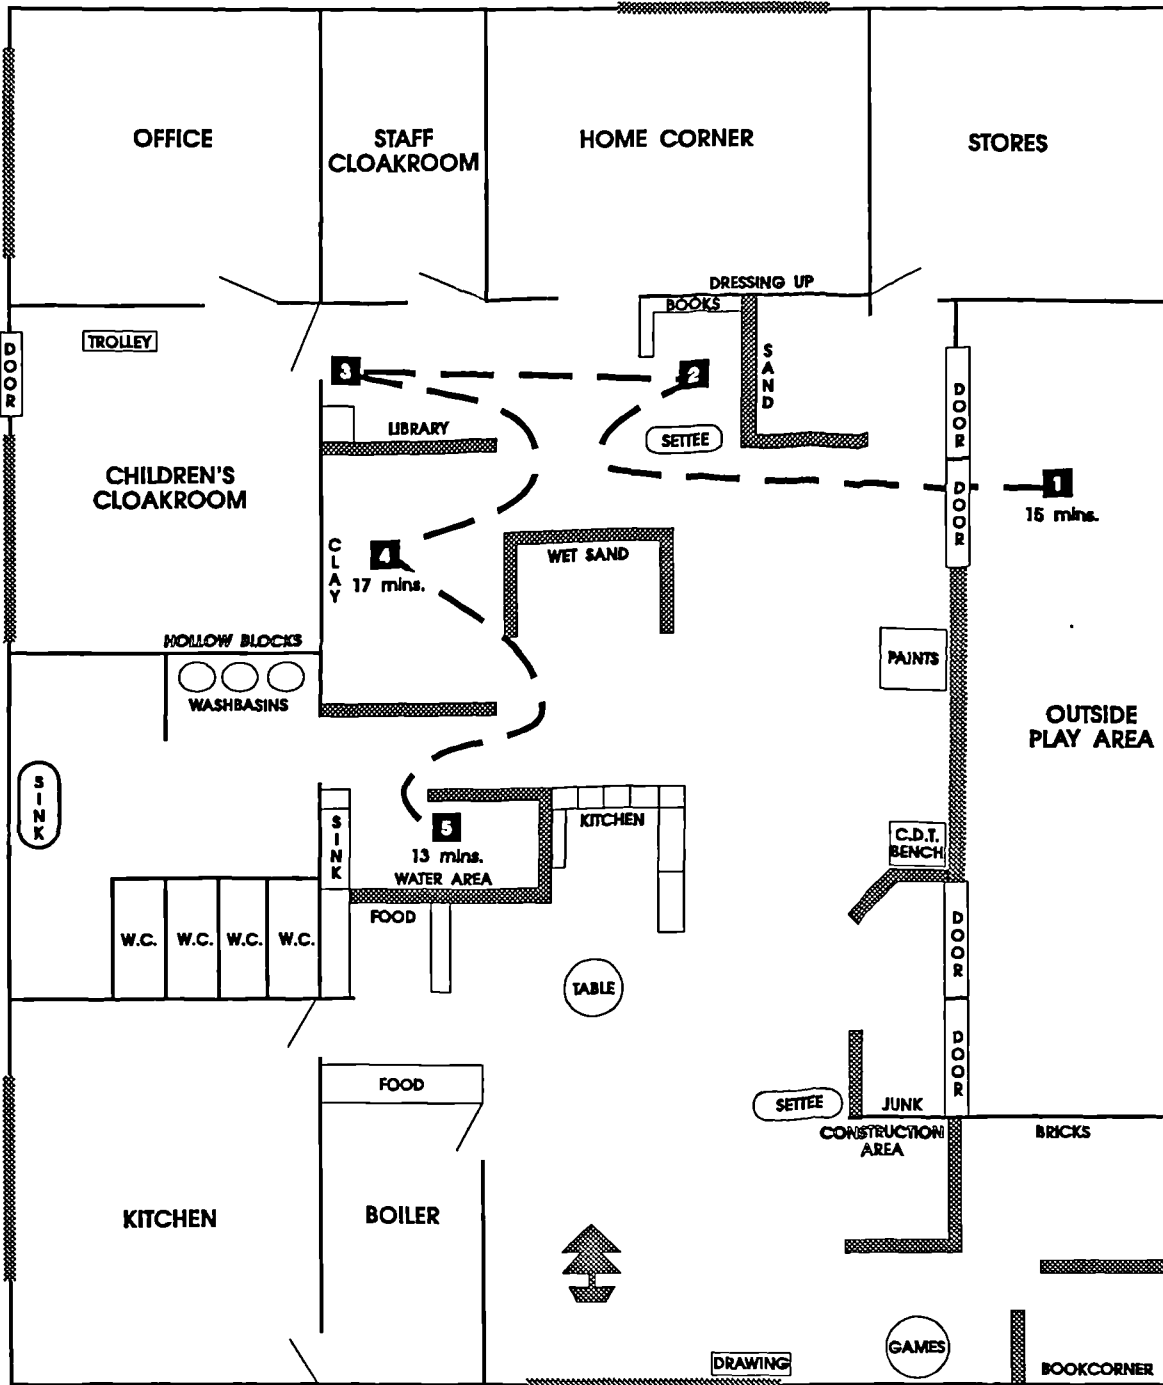 OFFICE
STAFF
CLOAKROOM
HOME CORNER
STORES
DRESSING UP
BOOKS
TROLLEY
DOOR
3
2
SAND
DOOR
LIBRARY
SETTEE
CHILDREN'S
CLOAKROOM
DOOR
1
15 mins.
CLAY
4
17 mins.
WET SAND
HOLLOW BLOCKS
WASHBASINS
PAINTS
OUTSIDE
PLAY AREA
SINK
SINK
5
13 mins.
WATER AREA
KITCHEN
C.D.T.
BENCH
FOOD
W.C.
W.C.
W.C.
W.C.
DOOR
TABLE
DOOR
FOOD
SETTEE
JUNK
CONSTRUCTION
AREA
BRICKS
KITCHEN
BOILER
GAMES
DRAWING
BOOKCORNER